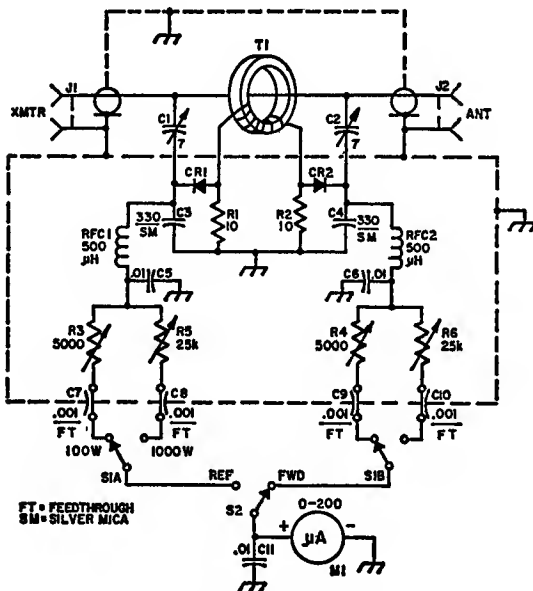 T1
J1
J2
XMTR
ANT
C1
7
C2
7
CR1
CR2
C3
330
SM
R1
10
R2
10
C4
330
SM
RFC1
500
µH
RFC2
500
µH
.01
C5
C6
.01
R3
5000
R5
25k
R4
5000
R6
25k
C7
.001
FT
C8
.001
FT
C9
.001
FT
C10
.001
FT
100W
1000W
S1A
REF
FWD
S1B
S2
FT = FEEDTHROUGH
SM = SILVER MICA
0-200
+
µA
-
M1
.01
C11